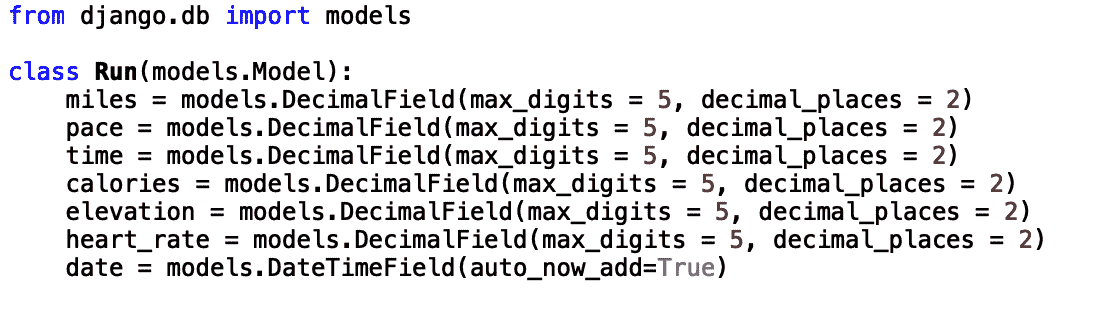 from django.db import models
class Run(models.Model):
    miles = models.DecimalField(max_digits = 5, decimal_places = 2)
    pace = models.DecimalField(max_digits = 5, decimal_places = 2)
    time = models.DecimalField(max_digits = 5, decimal_places = 2)
    calories = models.DecimalField(max_digits = 5, decimal_places = 2)
    elevation = models.DecimalField(max_digits = 5, decimal_places = 2)
    heart_rate = models.DecimalField(max_digits = 5, decimal_places = 2)
    date = models.DateTimeField(auto_now_add=True)